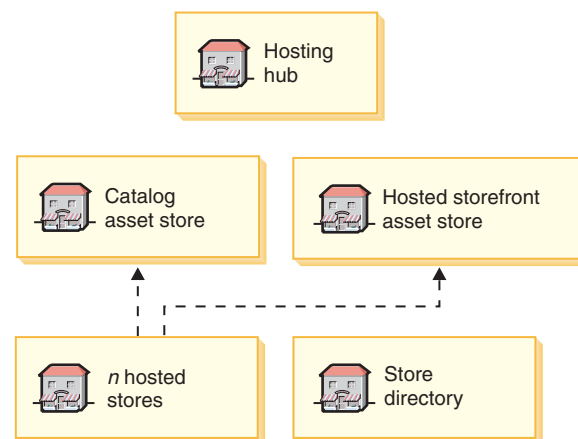 Hosting
hub
Catalog
asset store
Hosted storefront
asset store
n hosted
stores
Store
directory